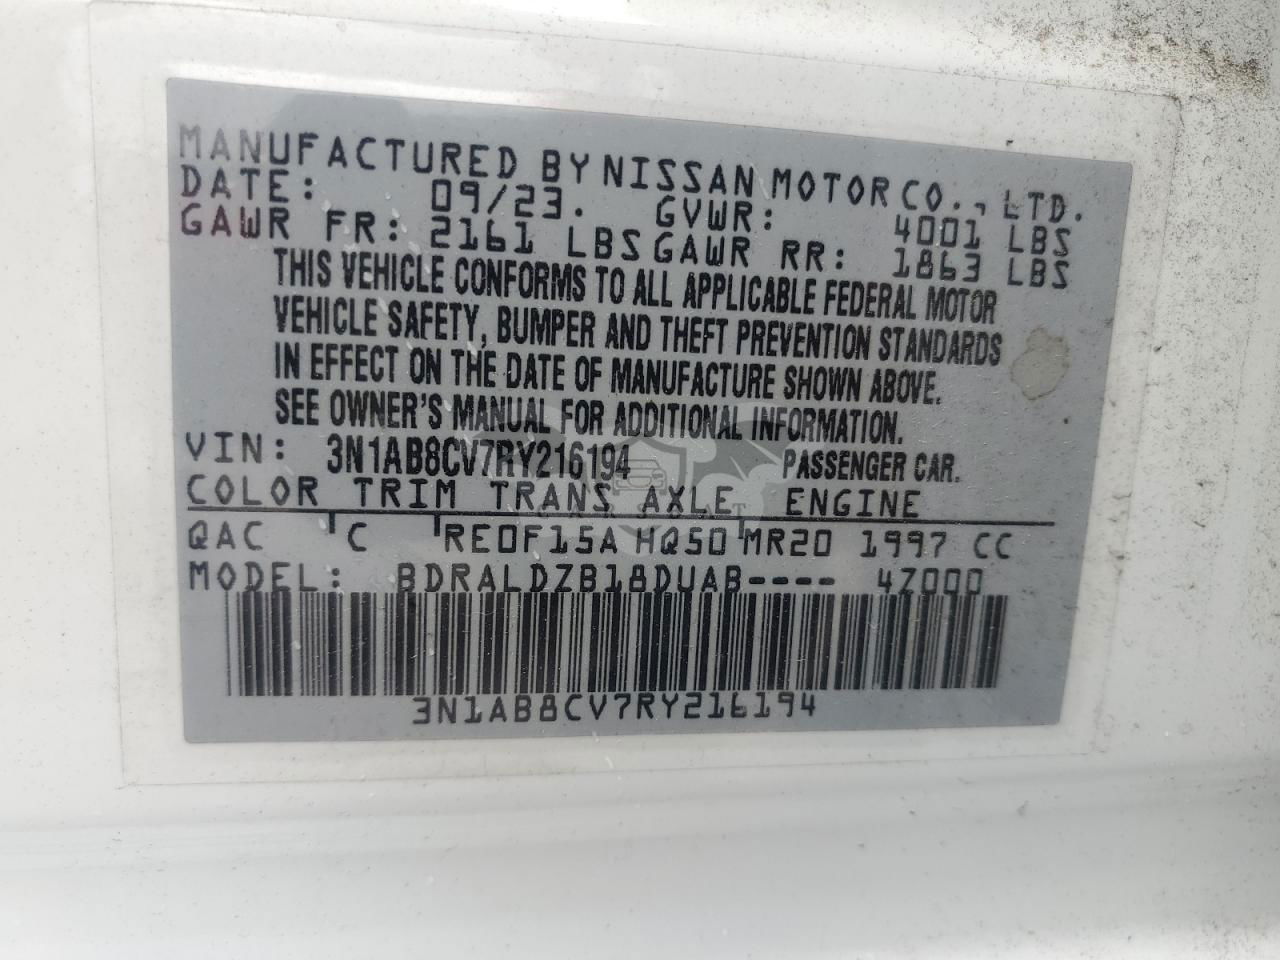 MANUFACTURED BY NISSAN MOTOR CO., LTD.
DATE: 09/23. GVWR: 4001 LBS
GAWR FR: 2161 LBS GAWR RR: 1863 LBS
THIS VEHICLE CONFORMS TO ALL APPLICABLE FEDERAL MOTOR
VEHICLE SAFETY, BUMPER AND THEFT PREVENTION STANDARDS
IN EFFECT ON THE DATE OF MANUFACTURE SHOWN ABOVE.
SEE OWNER'S MANUAL FOR ADDITIONAL INFORMATION.
VIN: 3N1AB8CV7RY216194 PASSENGER CAR.
COLOR TRIM TRANS AXLE ENGINE
QAC C RE0F15A HQ50 MR20 1997 CC
MODEL: BDRALDZB18DUAB---- 4Z000
3N1AB8CV7RY216194